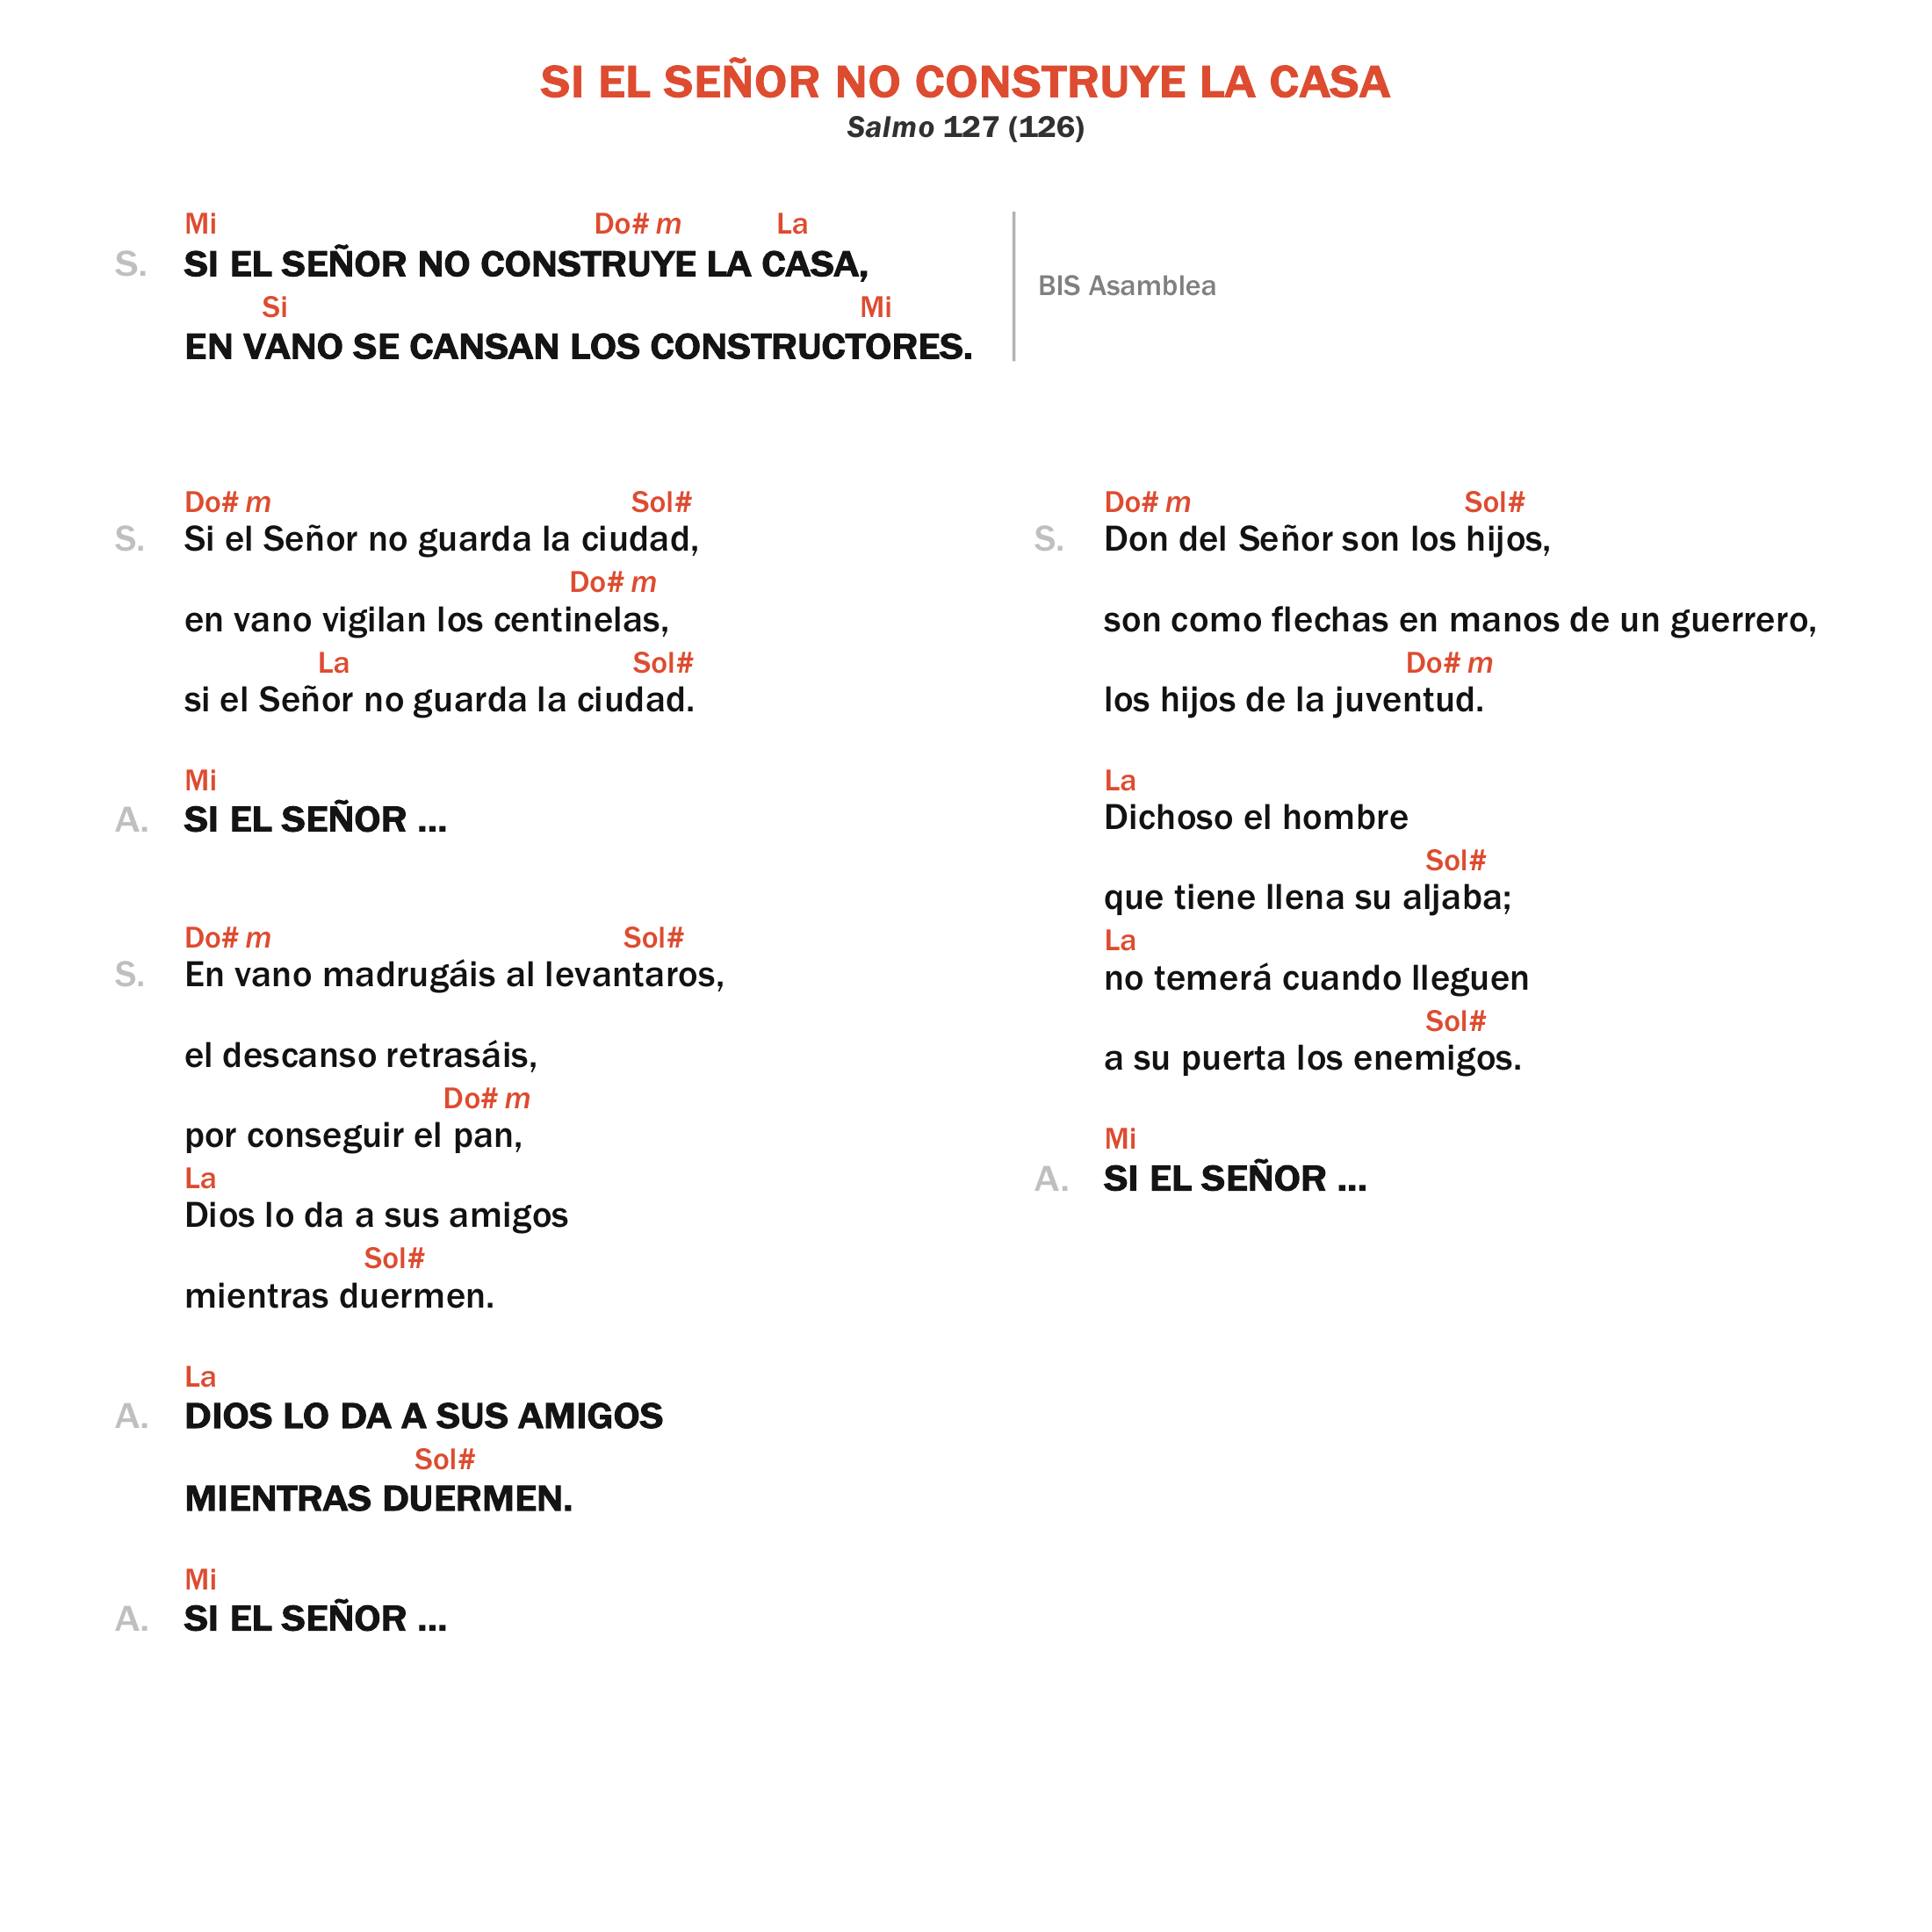 SI EL SEÑOR NO CONSTRUYE LA CASA
Salmo 127 (126)
Mi Do# m La
S. SI EL SEÑOR NO CONSTRUYE LA CASA,
Si Mi
EN VANO SE CANSAN LOS CONSTRUCTORES.
BIS Asamblea
Do# m Sol#
S. Si el Señor no guarda la ciudad,
Do# m
en vano vigilan los centinelas,
La Sol#
si el Señor no guarda la ciudad.
Mi
A. SI EL SEÑOR ...
Do# m Sol#
S. En vano madrugáis al levantaros,
el descanso retrasáis,
Do# m
por conseguir el pan,
La
Dios lo da a sus amigos
Sol#
mientras duermen.
La
A. DIOS LO DA A SUS AMIGOS
Sol#
MIENTRAS DUERMEN.
Mi
A. SI EL SEÑOR ...
Do# m Sol#
S. Don del Señor son los hijos,
son como flechas en manos de un guerrero,
Do# m
los hijos de la juventud.
La
Dichoso el hombre
Sol#
que tiene llena su aljaba;
La
no temerá cuando lleguen
Sol#
a su puerta los enemigos.
Mi
A. SI EL SEÑOR ...